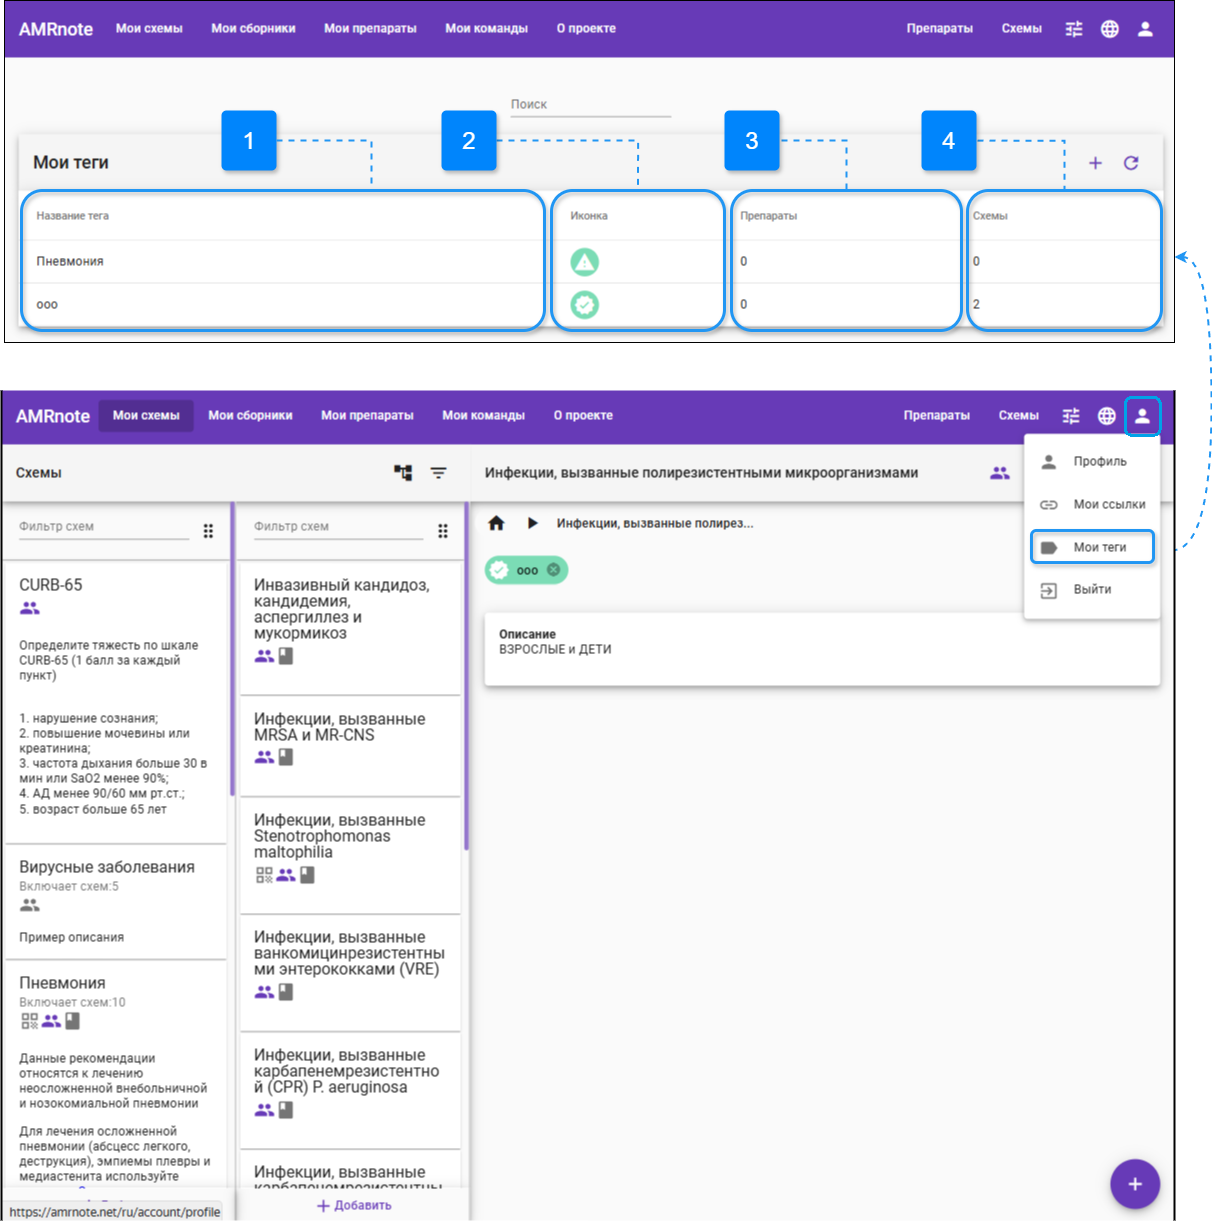 AMRnote Мои схемы Мои сборники Мои препараты Мои команды О проекте Препараты Схемы
Поиск
1 2 3 4
Мои теги
Название тега Иконка Препараты Схемы
Пневмония 0 0
ооо 0 2
AMRnote Мои схемы Мои сборники Мои препараты Мои команды О проекте Препараты Схемы
Профиль
Мои ссылки
Мои теги
Выйти
Схемы
Фильтр схем
CURB-65
Определите тяжесть по шкале
CURB-65 (1 балл за каждый
пункт)
1. нарушение сознания;
2. повышение мочевины или
креатинина;
3. частота дыхания больше 30 в
мин или SaO2 менее 90%;
4. АД менее 90/60 мм рт.ст.;
5. возраст больше 65 лет
Вирусные заболевания
Включает схем:5
Пример описания
Пневмония
Включает схем:10
Данные рекомендации
относятся к лечению
неосложненной внебольничной
и нозокомиальной пневмонии
Для лечения осложненной
пневмонии (абсцесс легкого,
деструкция), эмпиемы плевры и
медиастенита используйте
https://amrnote.net/ru/account/profile
Фильтр схем
Инвазивный кандидоз,
кандидемия,
аспергиллез и
мукормикоз
Инфекции, вызванные
MRSA и MR-CNS
Инфекции, вызванные
Stenotrophomonas
maltophilia
Инфекции, вызванные
ванкомицинрезистентны
ми энтерококками (VRE)
Инфекции, вызванные
карбапенемрезистентно
й (CPR) P. aeruginosa
Инфекции, вызванные
карбапенемрезистентны
Добавить
Инфекции, вызванные полирезистентными микроорганизмами
Инфекции, вызванные полирез...
ооо
Описание
ВЗРОСЛЫЕ и ДЕТИ